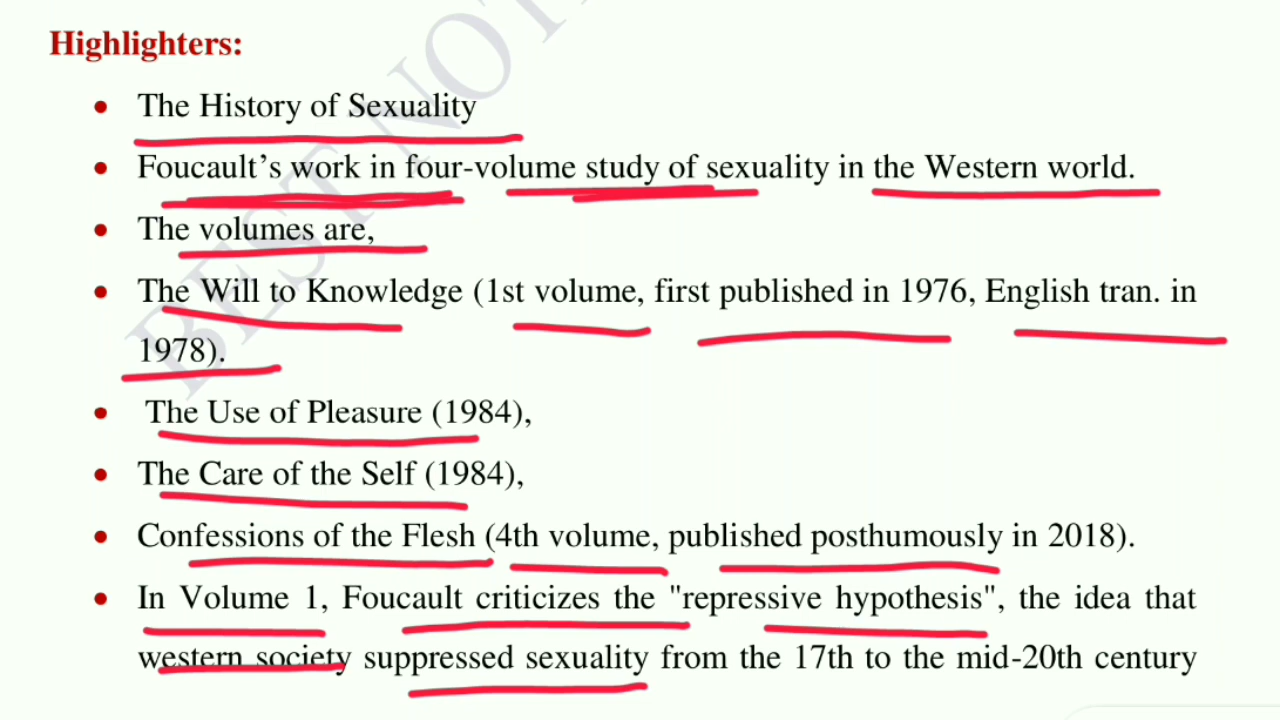 Highlighters:
• The History of Sexuality
• Foucault's work in four-volume study of sexuality in the Western world.
• The volumes are,
• The Will to Knowledge (1st volume, first published in 1976, English tran. in
1978).
• The Use of Pleasure (1984),
• The Care of the Self (1984),
• Confessions of the Flesh (4th volume, published posthumously in 2018).
• In Volume 1, Foucault criticizes the "repressive hypothesis", the idea that
western society suppressed sexuality from the 17th to the mid-20th century
BEST NOT